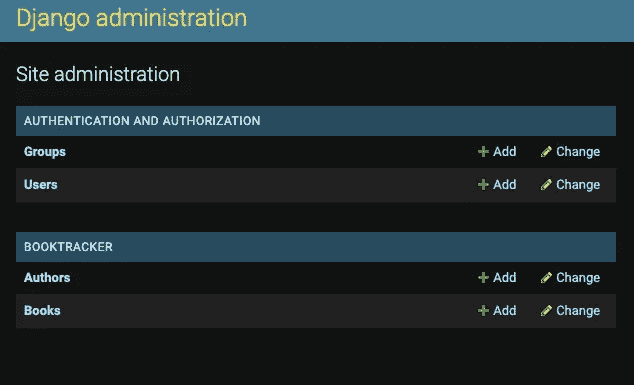 Django administration
Site administration
AUTHENTICATION AND AUTHORIZATION
Groups Add Change
Users Add Change
BOOKTRACKER
Authors Add Change
Books Add Change